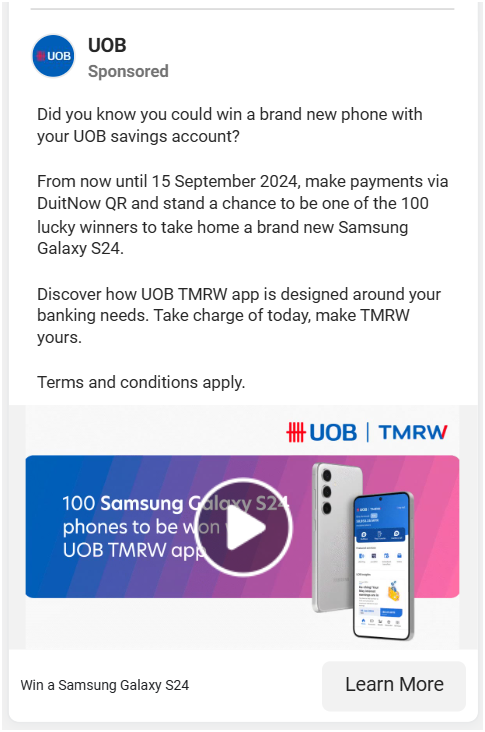 UOB
UOB
Sponsored
Did you know you could win a brand new phone with
your UOB savings account?
From now until 15 September 2024, make payments via
DuitNow QR and stand a chance to be one of the 100
lucky winners to take home a brand new Samsung
Galaxy S24.
Discover how UOB TMRW app is designed around your
banking needs. Take charge of today, make TMRW
yours.
Terms and conditions apply.
UOB | TMRW
100 Samsung Galaxy S24
phones to be won
UOB TMRW app
Win a Samsung Galaxy S24
Learn More